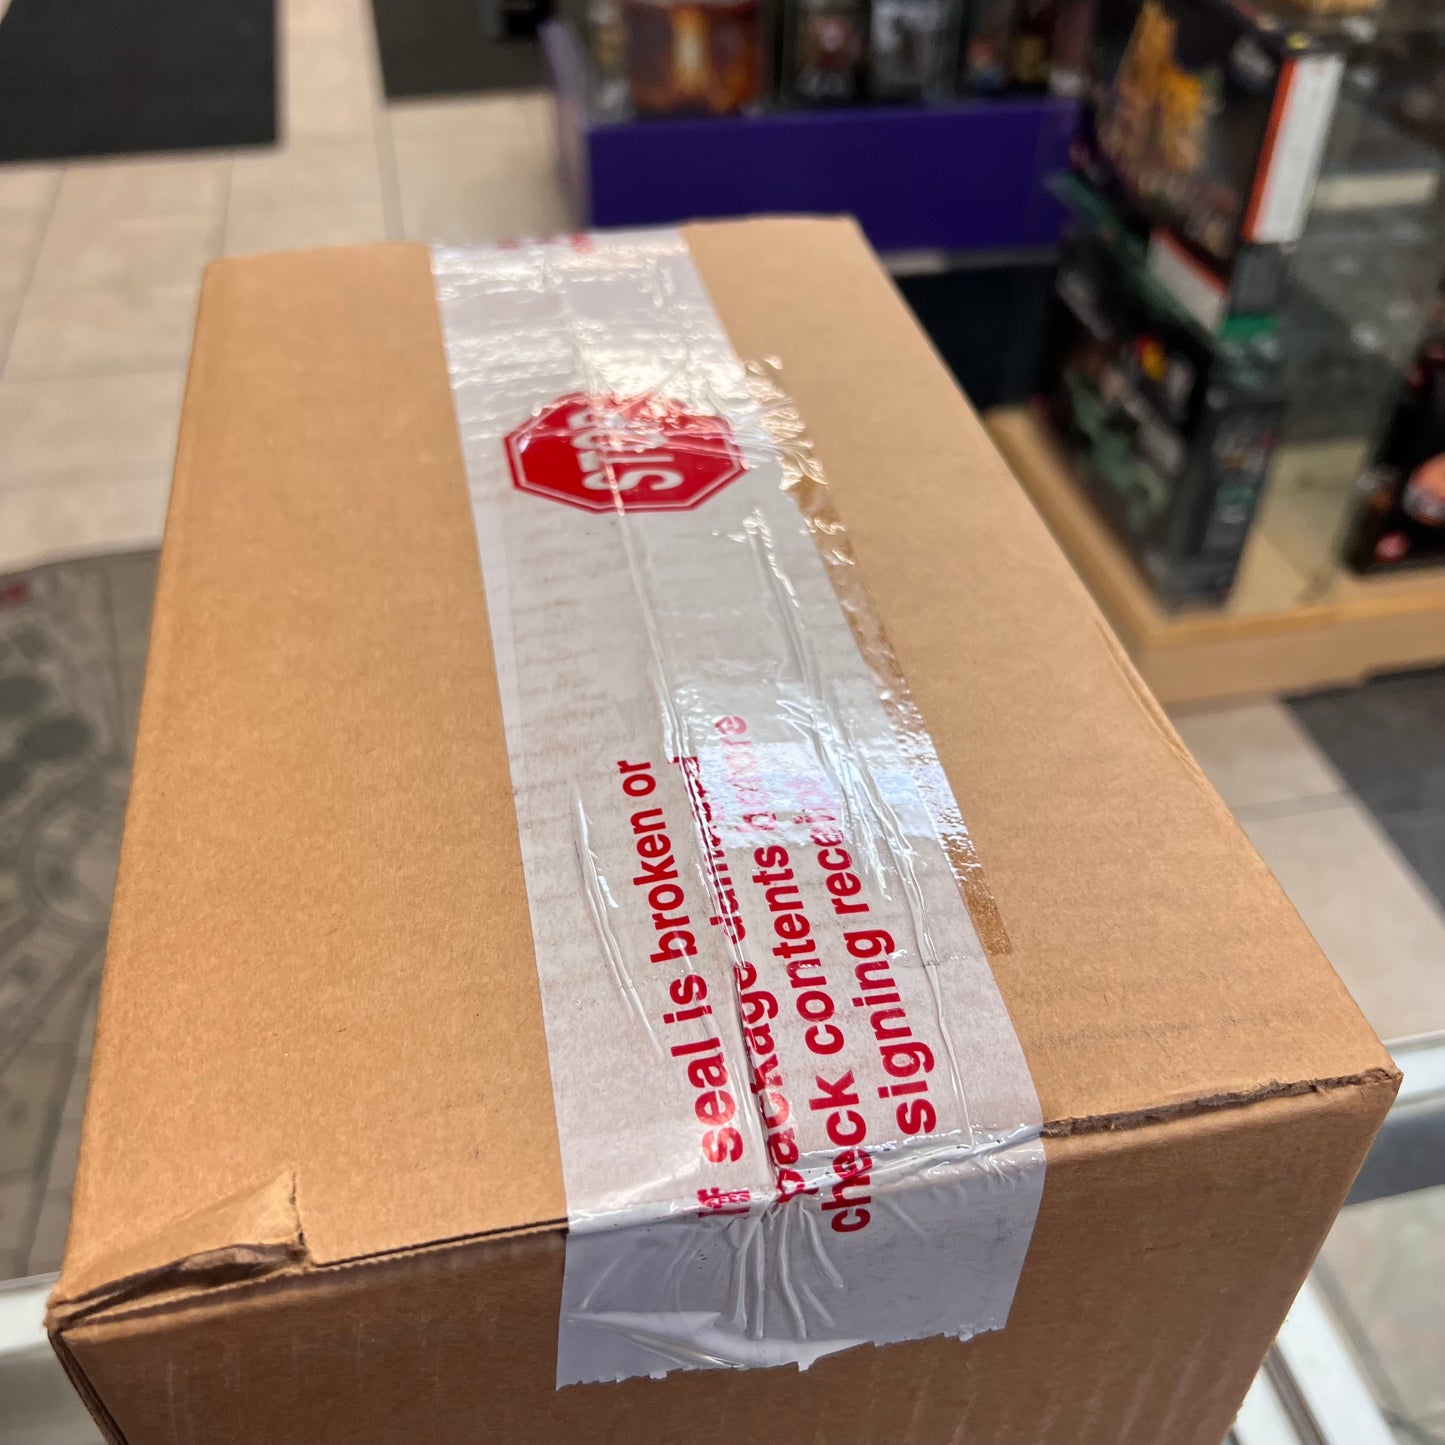 STOP
If seal is broken or
package damaged
check contents before
signing receipt